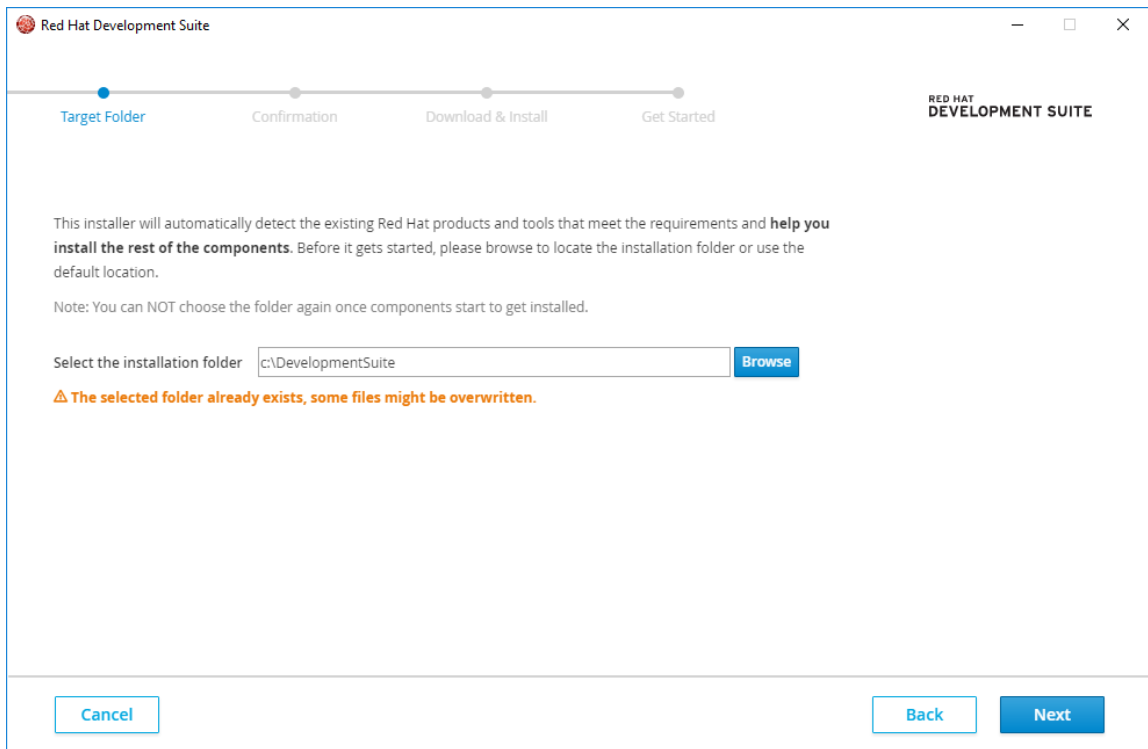 Red Hat Development Suite
Target Folder
Confirmation
Download & Install
Get Started
RED HAT
DEVELOPMENT SUITE
This installer will automatically detect the existing Red Hat products and tools that meet the requirements and help you
install the rest of the components. Before it gets started, please browse to locate the installation folder or use the
default location.
Note: You can NOT choose the folder again once components start to get installed.
Select the installation folder c:\DevelopmentSuite Browse
The selected folder already exists, some files might be overwritten.
Cancel
Back
Next